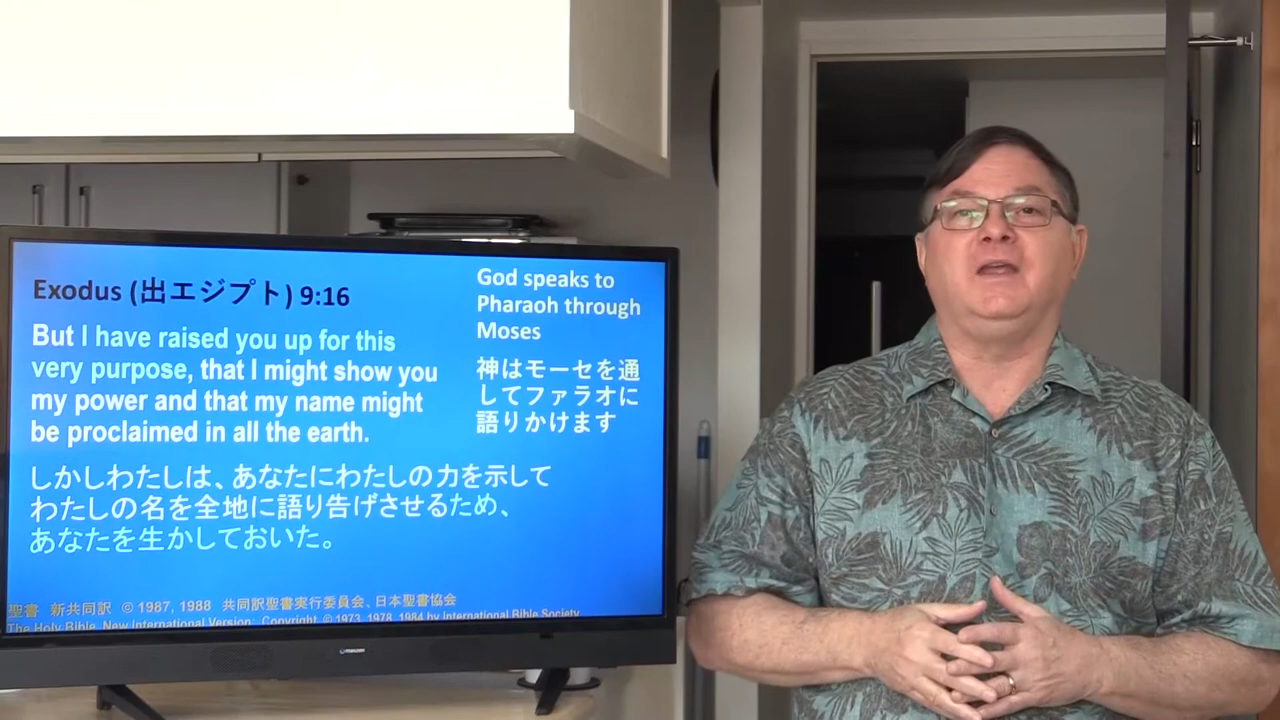 Exodus (出エジプト) 9:16
But I have raised you up for this
very purpose, that I might show you
my power and that my name might
be proclaimed in all the earth.
しかしわたしは、あなたにわたしの力を示して
わたしの名を全地に語り告げさせるため、
あなたを生かしておいた。
God speaks to
Pharaoh through
Moses
神はモーセを通
してファラオに
語りかけます
聖書 新共同訳 © 1987, 1988 共同訳聖書実行委員会、日本聖書協会
The Holy Bible, New International Version: Copyright, © 1973, 1978, 1984 by International Bible Society